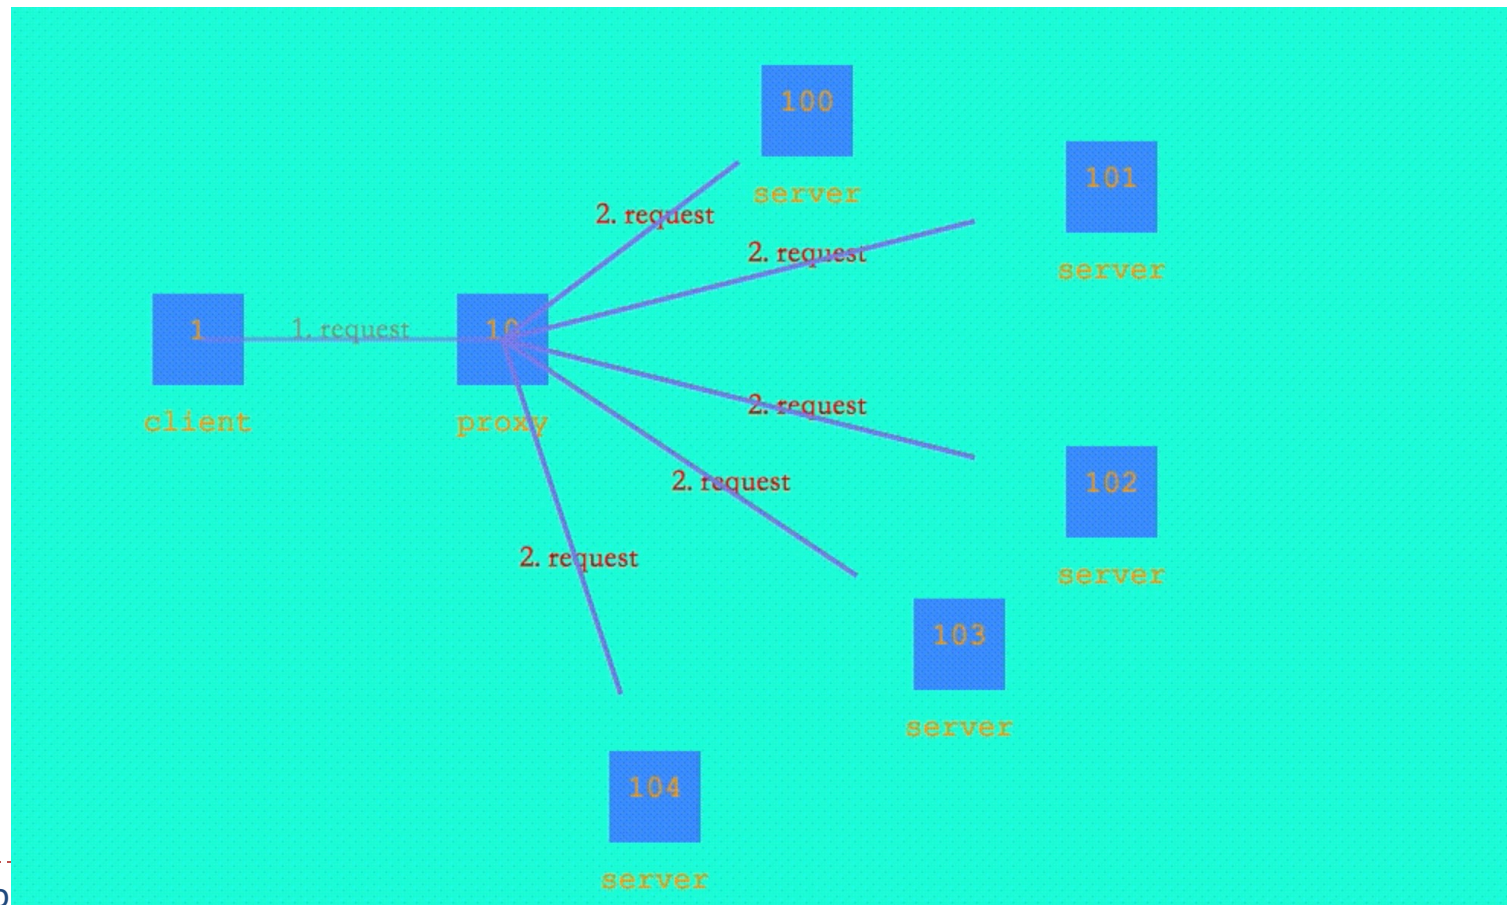 100
server
101
server
2. request
2. request
1
1. request
10
client
proxy
2. request
2. request
102
server
2. request
103
server
104
server